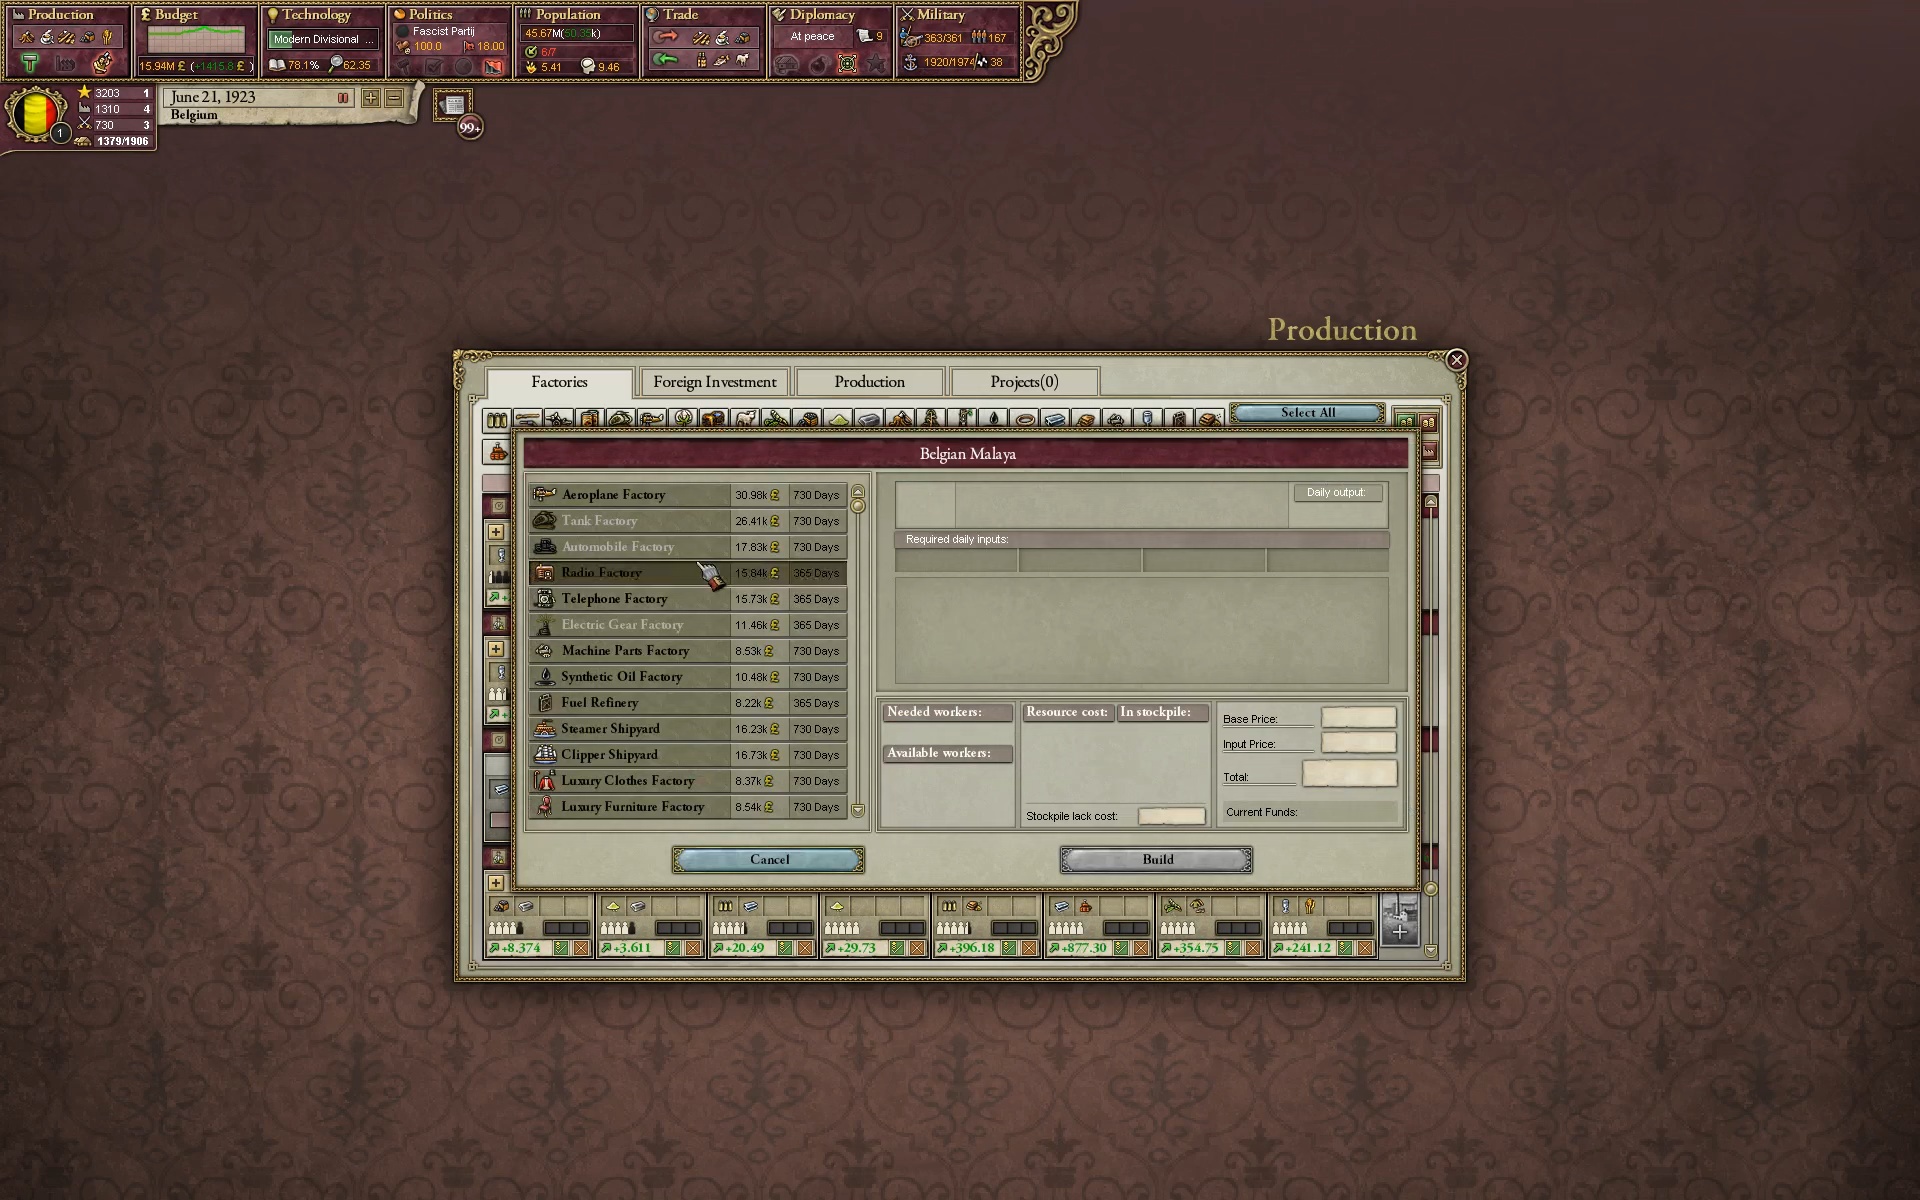 Production
Budget
Technology
Politics
Population
Trade
Diplomacy
Military
Modern Divisional ...
Fascist Partij
100.0
18.00
45.67M(50.35k)
6/7
5.41
9.46
At peace
9
363/361
167
1920/1974
38
15.94M £ (+1415.8 £ )
78.1%
62.35
3203 1
1310 4
730 3
1379/1906
1
June 21, 1923
Belgium
99+
Production
Factories
Foreign Investment
Production
Projects(0)
Select All
Belgian Malaya
Aeroplane Factory 30.98k 730 Days
Tank Factory 26.41k 730 Days
Automobile Factory 17.83k 730 Days
Radio Factory 15.84k 365 Days
Telephone Factory 15.73k 365 Days
Electric Gear Factory 11.46k 365 Days
Machine Parts Factory 8.53k 730 Days
Synthetic Oil Factory 10.48k 730 Days
Fuel Refinery 8.22k 365 Days
Steamer Shipyard 16.23k 730 Days
Clipper Shipyard 16.73k 730 Days
Luxury Clothes Factory 8.37k 730 Days
Luxury Furniture Factory 8.54k 730 Days
Daily output:
Required daily inputs:
Needed workers:
Available workers:
Resource cost:
In stockpile:
Stockpile lack cost:
Base Price:
Input Price:
Total:
Current Funds:
Cancel
Build
+8.374
+3.611
+20.49
+29.73
+396.18
+877.30
+354.75
+241.12